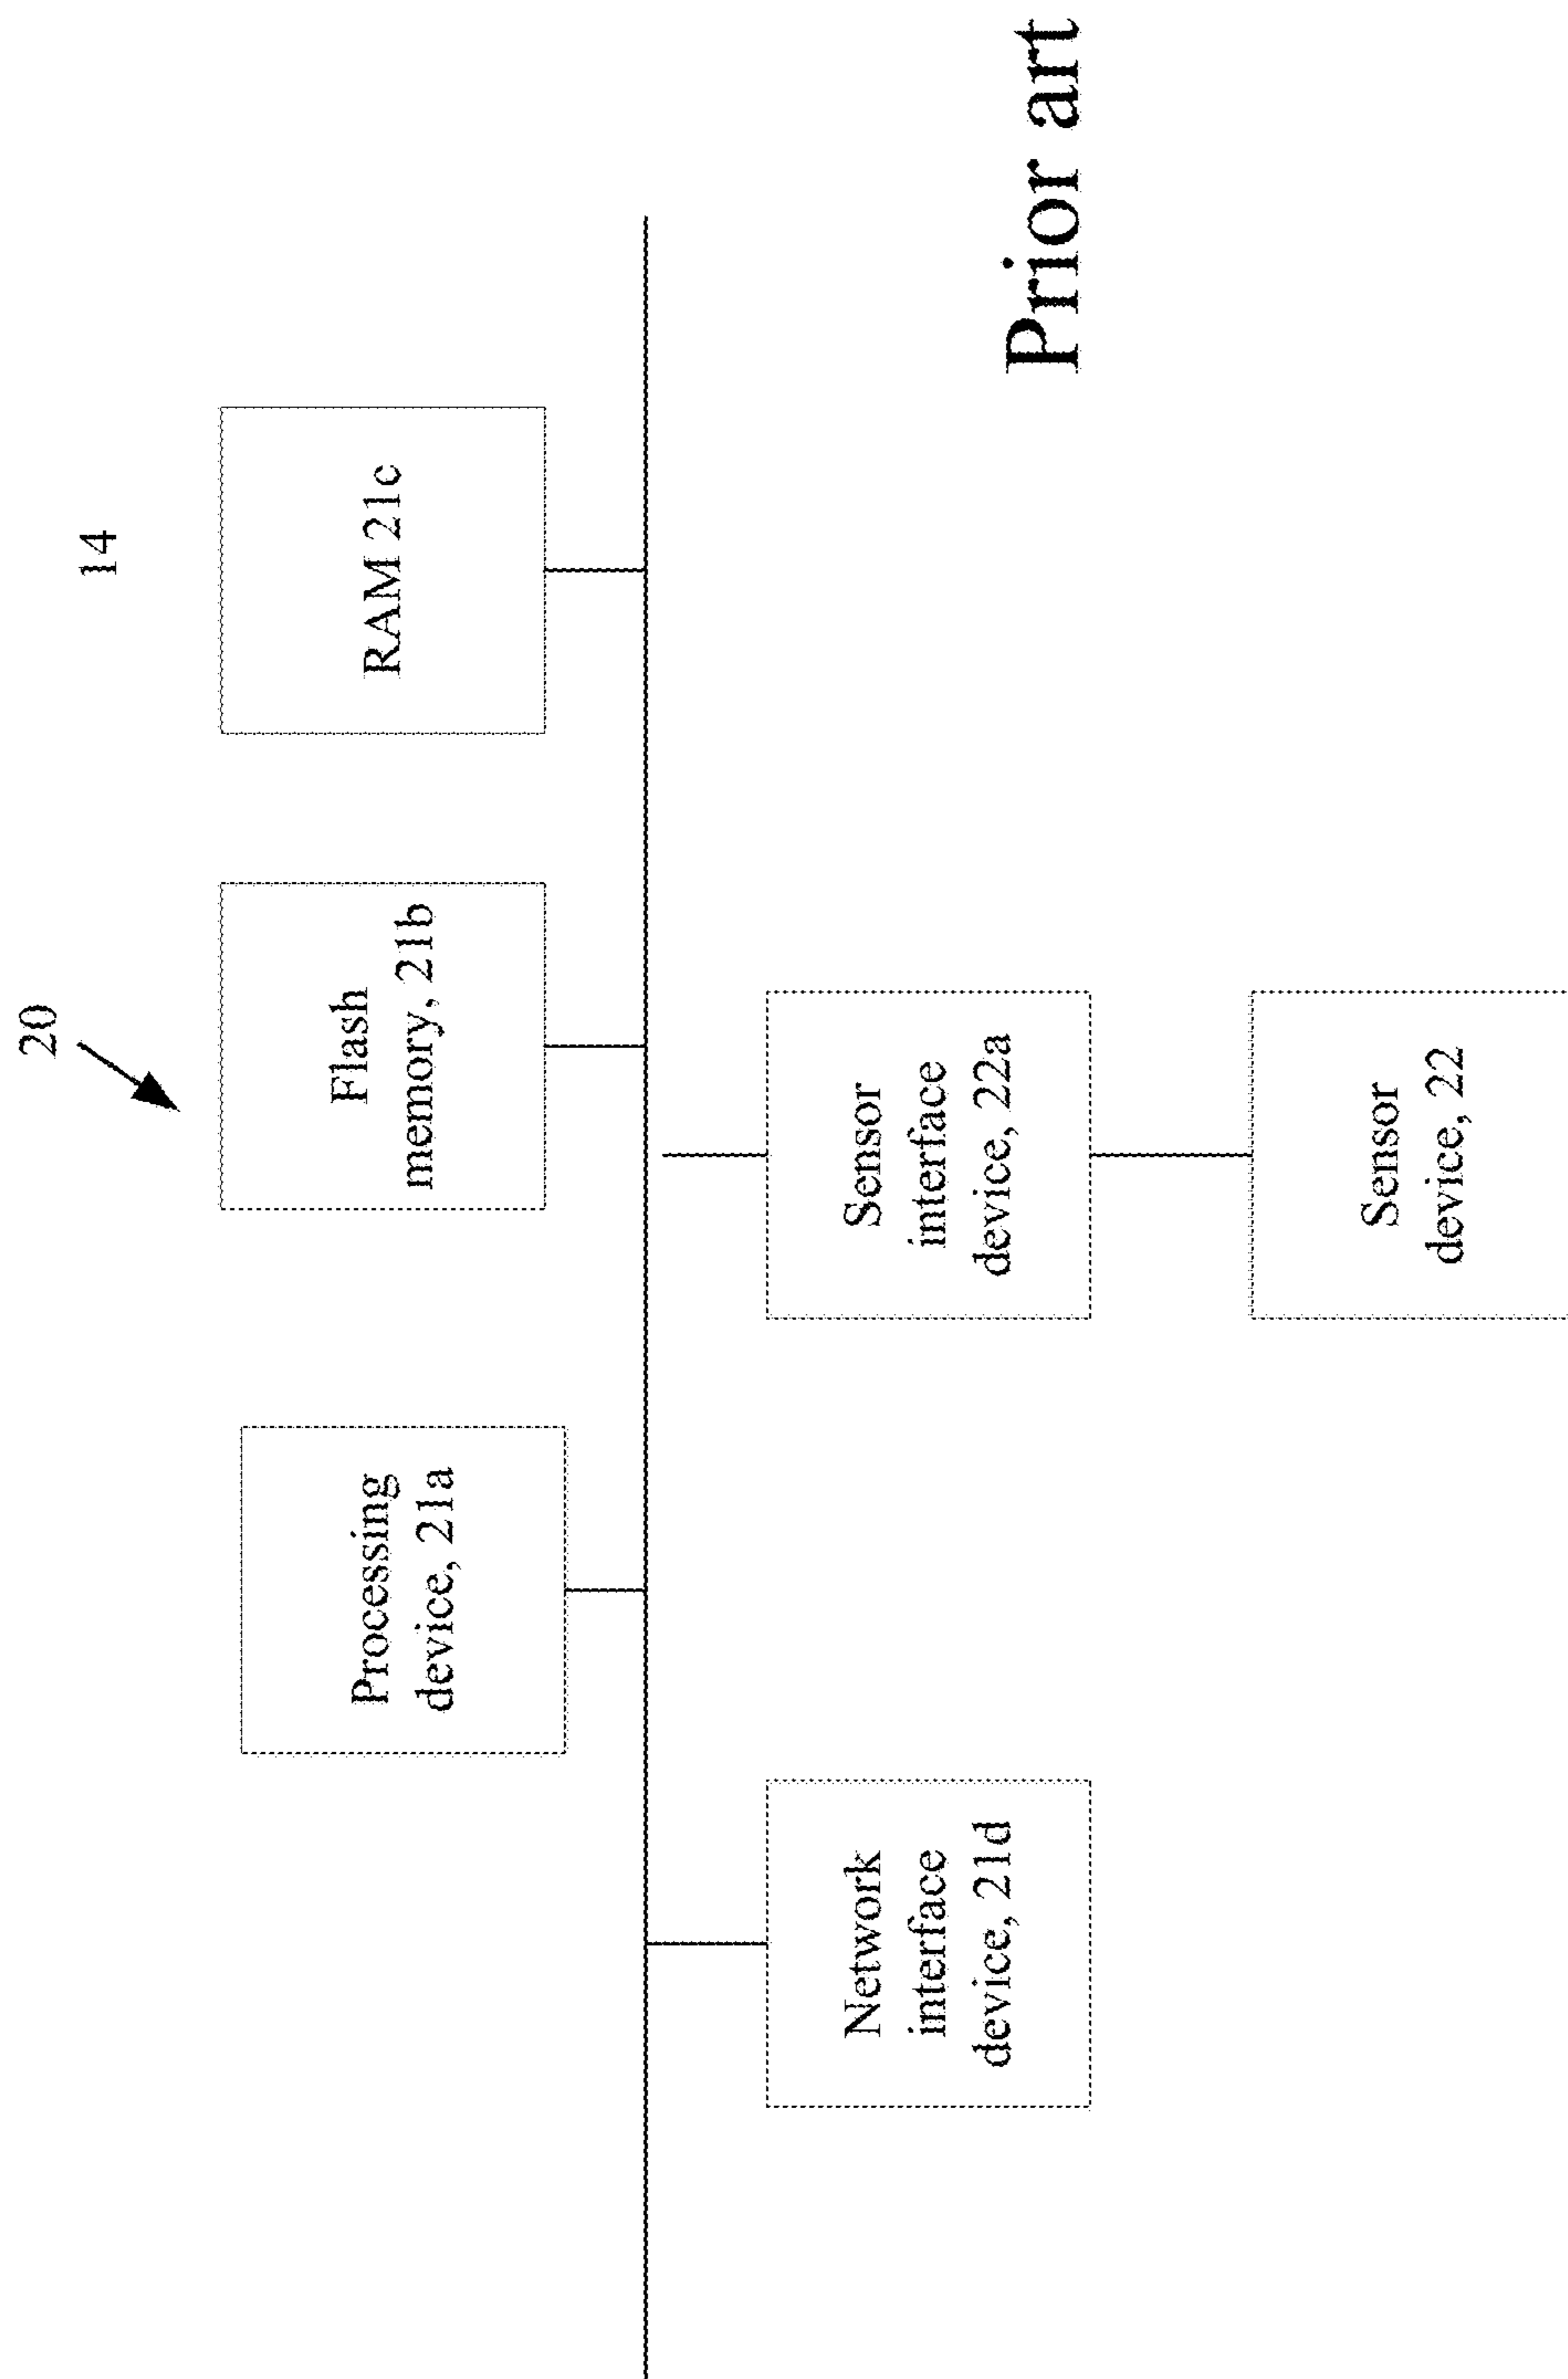 20
14
Processing
device, 21a
Flash
memory, 21b
RAM 21c
Network
interface
device, 21d
Sensor
interface
device, 22a
Sensor
device, 22
Prior art